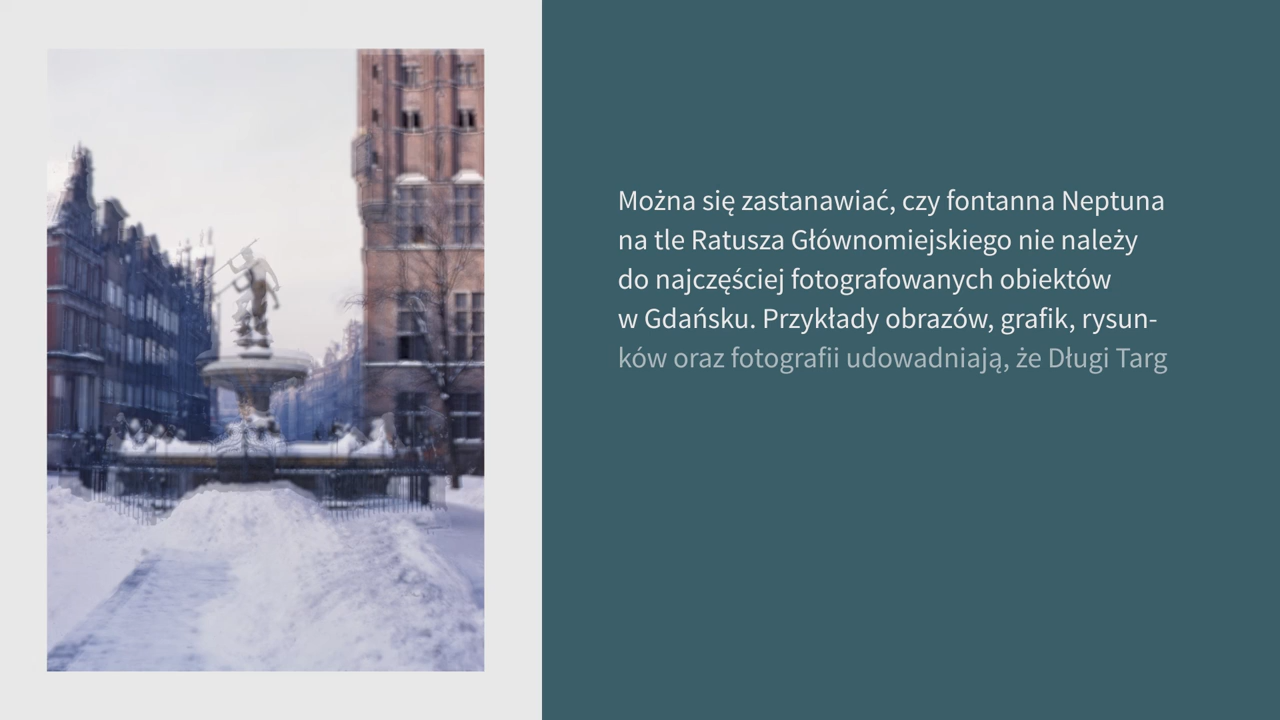 Można się zastanawiać, czy fontanna Neptuna
na tle Ratusza Głównomiejskiego nie należy
do najczęściej fotografowanych obiektów
w Gdańsku. Przykłady obrazów, grafik, rysun-
ków oraz fotografii udowadniają, że Długi Targ